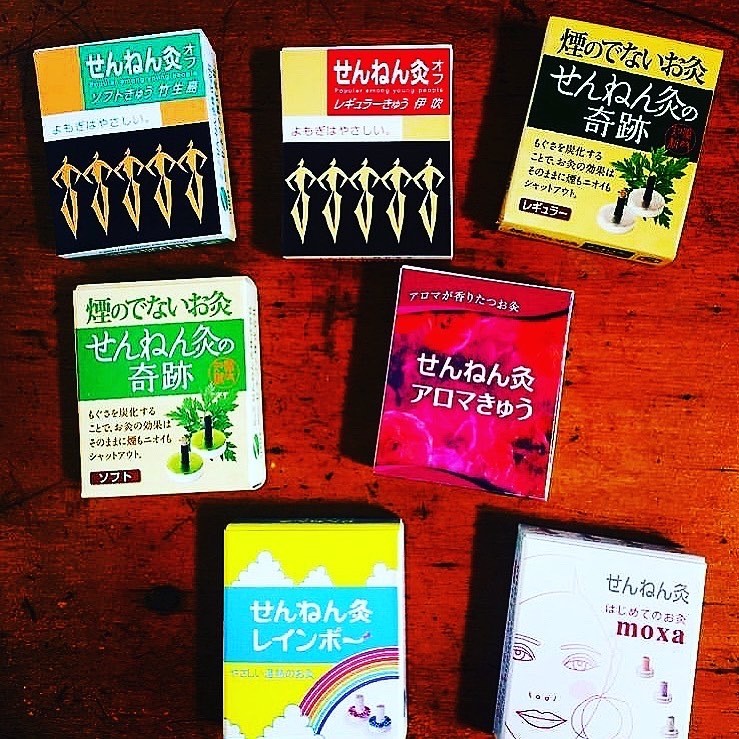 せんねん灸オフ
Popular among young people
ソフトきゅう 竹生島
よもぎはやさしい。
せんねん灸オフ
Popular among young people
レギュラーきゅう 伊吹
よもぎはやさしい。
煙のでないお灸
せんねん灸の
奇跡
もぐさを炭化する
ことで、お灸の効果は
そのままに煙もニオイも
シャットアウト。
レギュラー
煙のでないお灸
せんねん灸の
奇跡
もぐさを炭化する
ことで、お灸の効果は
そのままに煙もニオイも
シャットアウト。
ソフト
アロマが香りたつお灸
せんねん灸
アロマきゅう
せんねん灸
レインボー
やさしい温熱のお灸
せんねん灸
はじめてのお灸
moxa